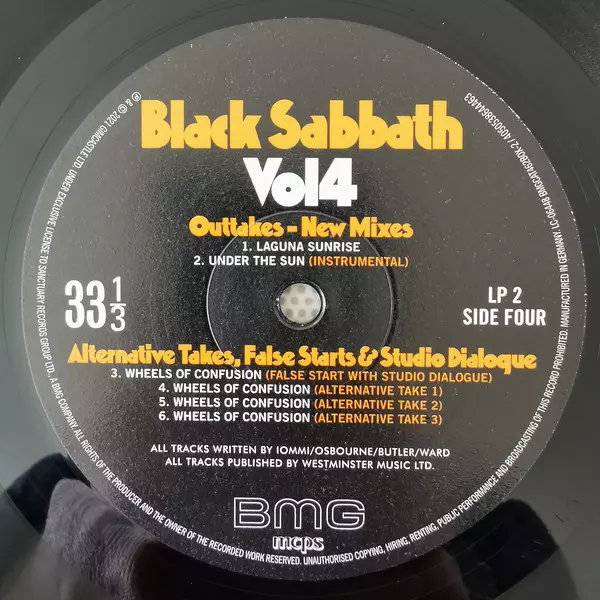 Black Sabbath
Vol4
Outtakes - New Mixes
1. LAGUNA SUNRISE
2. UNDER THE SUN (INSTRUMENTAL)
33 1/3
LP 2
SIDE FOUR
Alternative Takes, False Starts & Studio Dialogue
3. WHEELS OF CONFUSION (FALSE START WITH STUDIO DIALOGUE)
4. WHEELS OF CONFUSION (ALTERNATIVE TAKE 1)
5. WHEELS OF CONFUSION (ALTERNATIVE TAKE 2)
6. WHEELS OF CONFUSION (ALTERNATIVE TAKE 3)
ALL TRACKS WRITTEN BY IOMMI/OSBOURNE/BUTLER/WARD
ALL TRACKS PUBLISHED BY WESTMINSTER MUSIC LTD.
BMG
mcps
℗ & © 2021 GIMCASTLE LTD. UNDER EXCLUSIVE LICENSE TO SANCTUARY RECORDS GROUP LTD., A BMG COMPANY. ALL RIGHTS OF THE PRODUCER AND THE OWNER OF THE RECORDED WORK RESERVED. UNAUTHORISED COPYING, HIRING, RENTING, PUBLIC PERFORMANCE AND BROADCASTING OF THIS RECORD PROHIBITED. MANUFACTURED IN GERMANY. LC-06448 BMGCAT462BOX-2 / 4050538644463